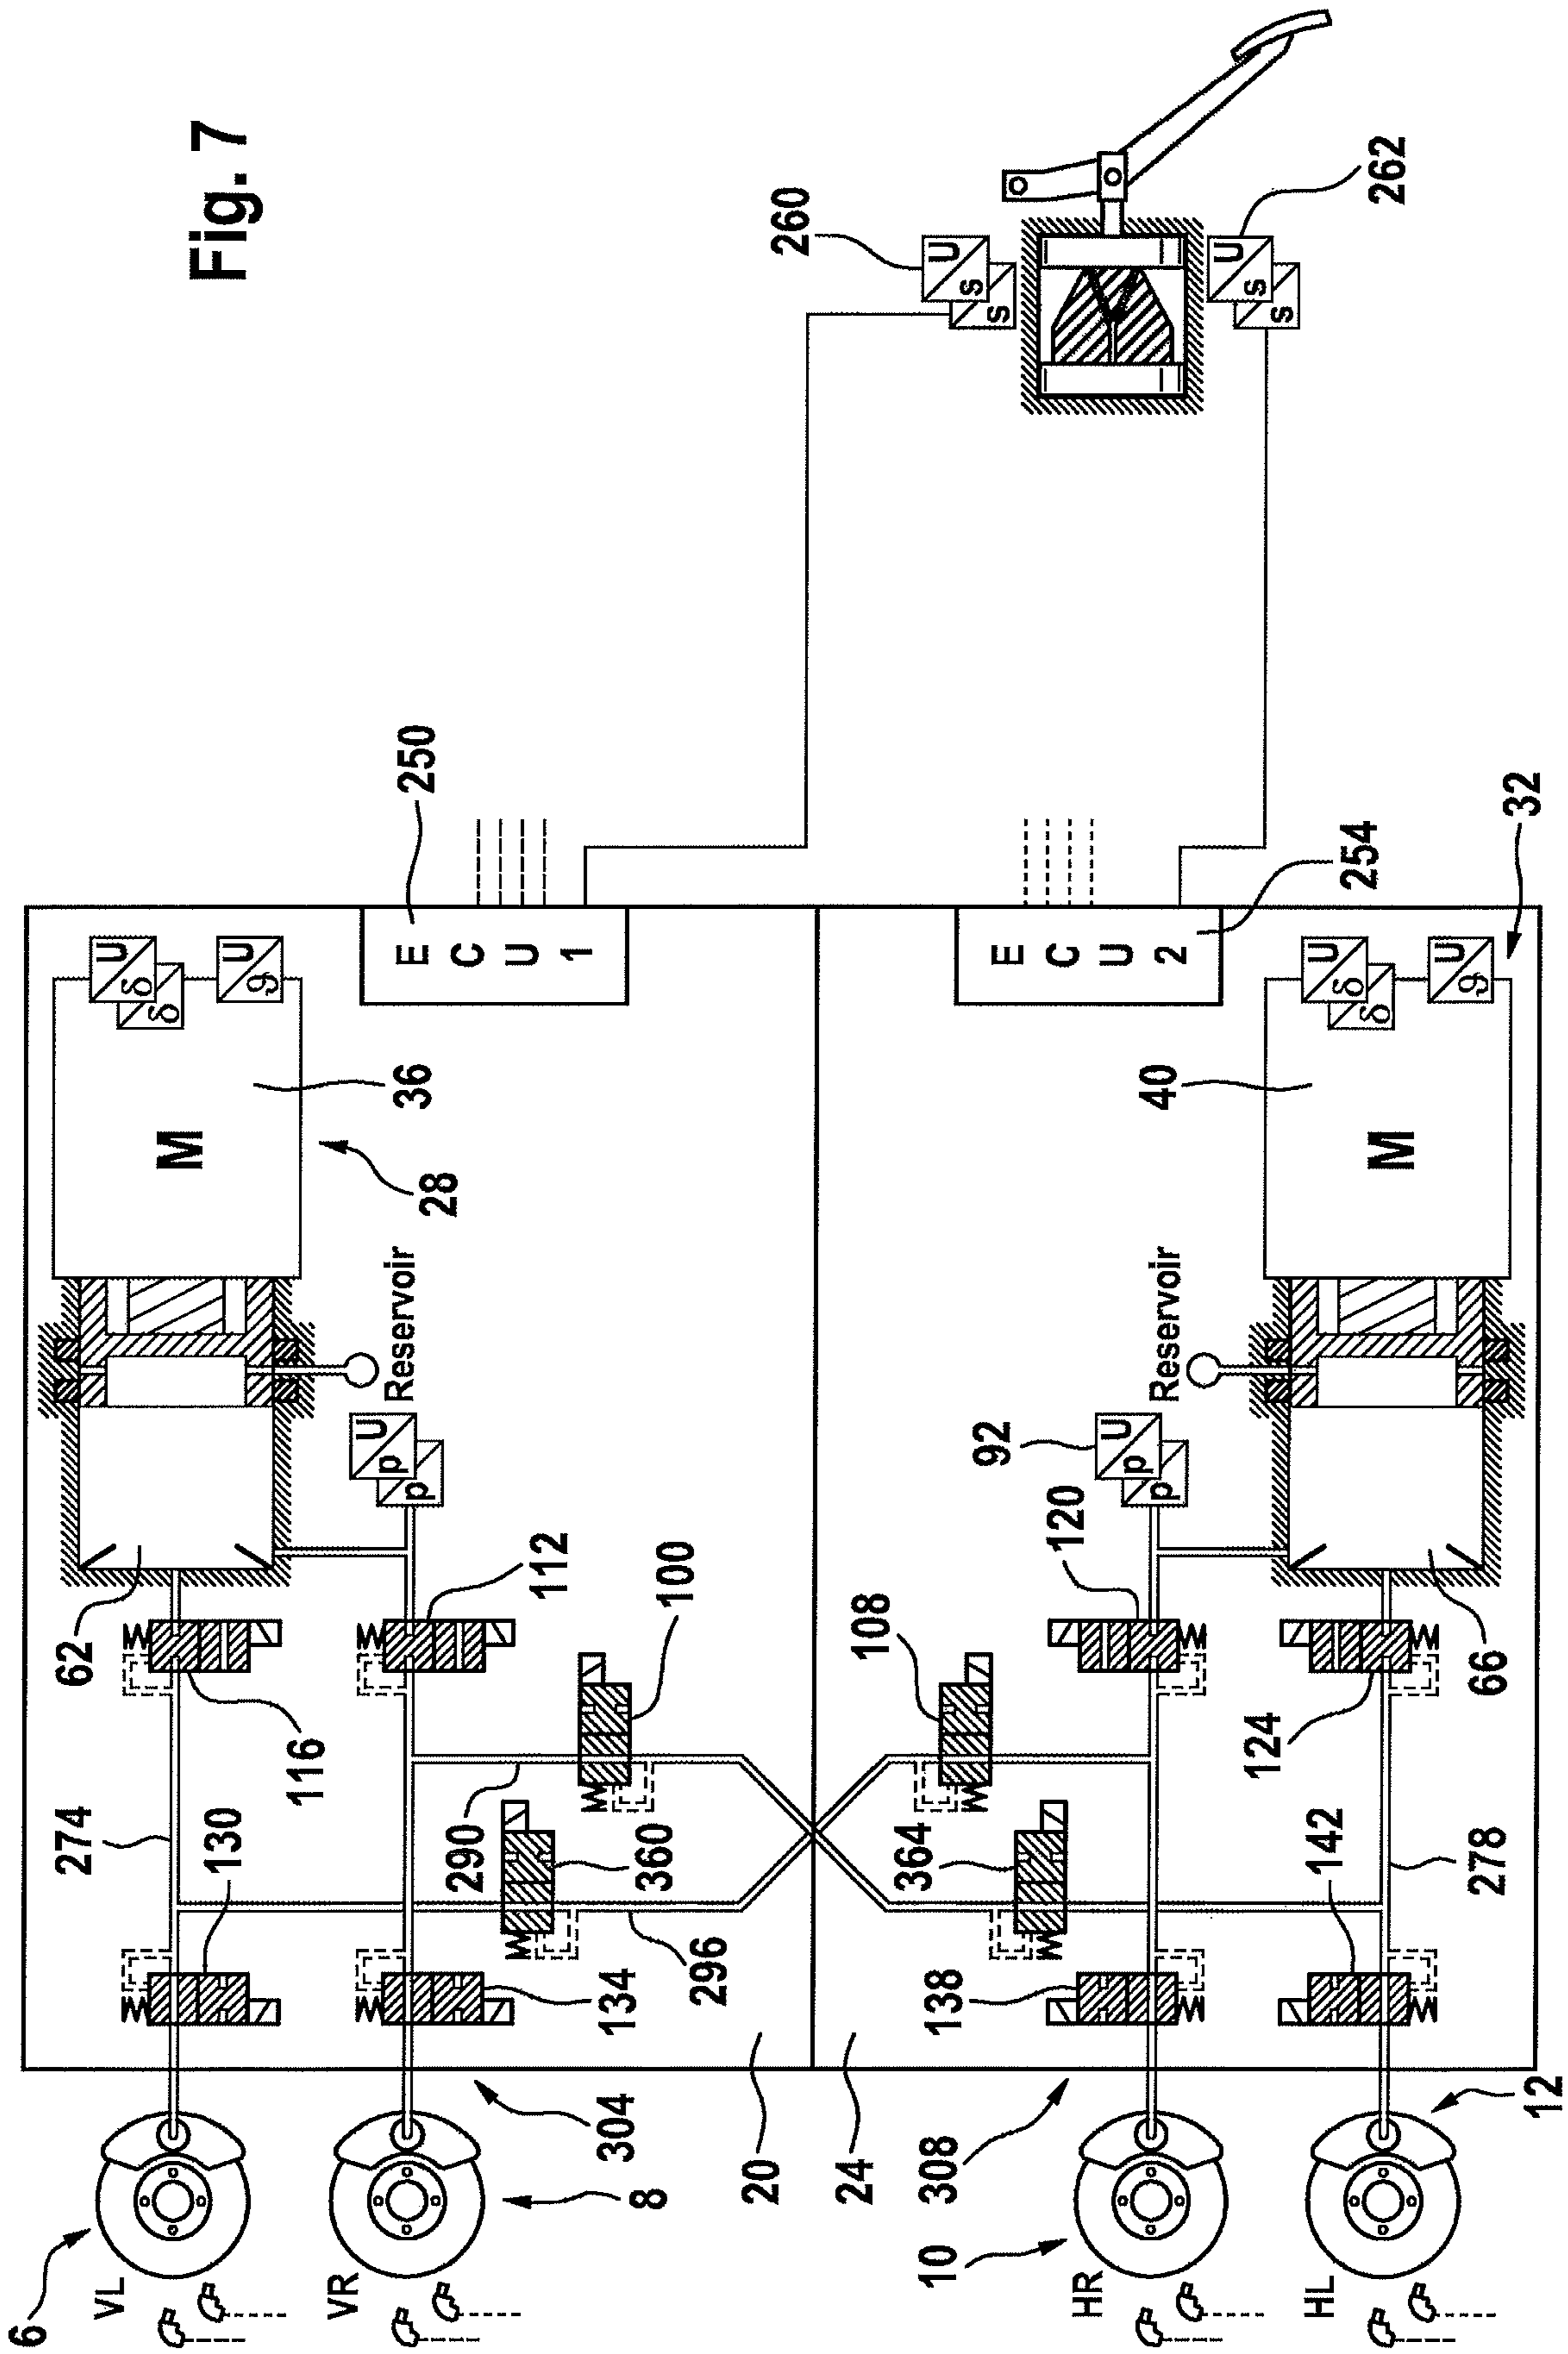 Fig. 7
6
VL
274
130
116
62
M
36
28
δ
δ
U
ϑ
U
VR
8
304
134
112
p
p
U
Reservoir
290
100
360
296
E
C
U
1
250
20
24
260
s
s
U
364
108
92
p
p
U
Reservoir
E
C
U
2
254
10
HR
308
138
120
262
s
s
U
HL
12
142
278
124
66
M
40
32
δ
δ
U
ϑ
U